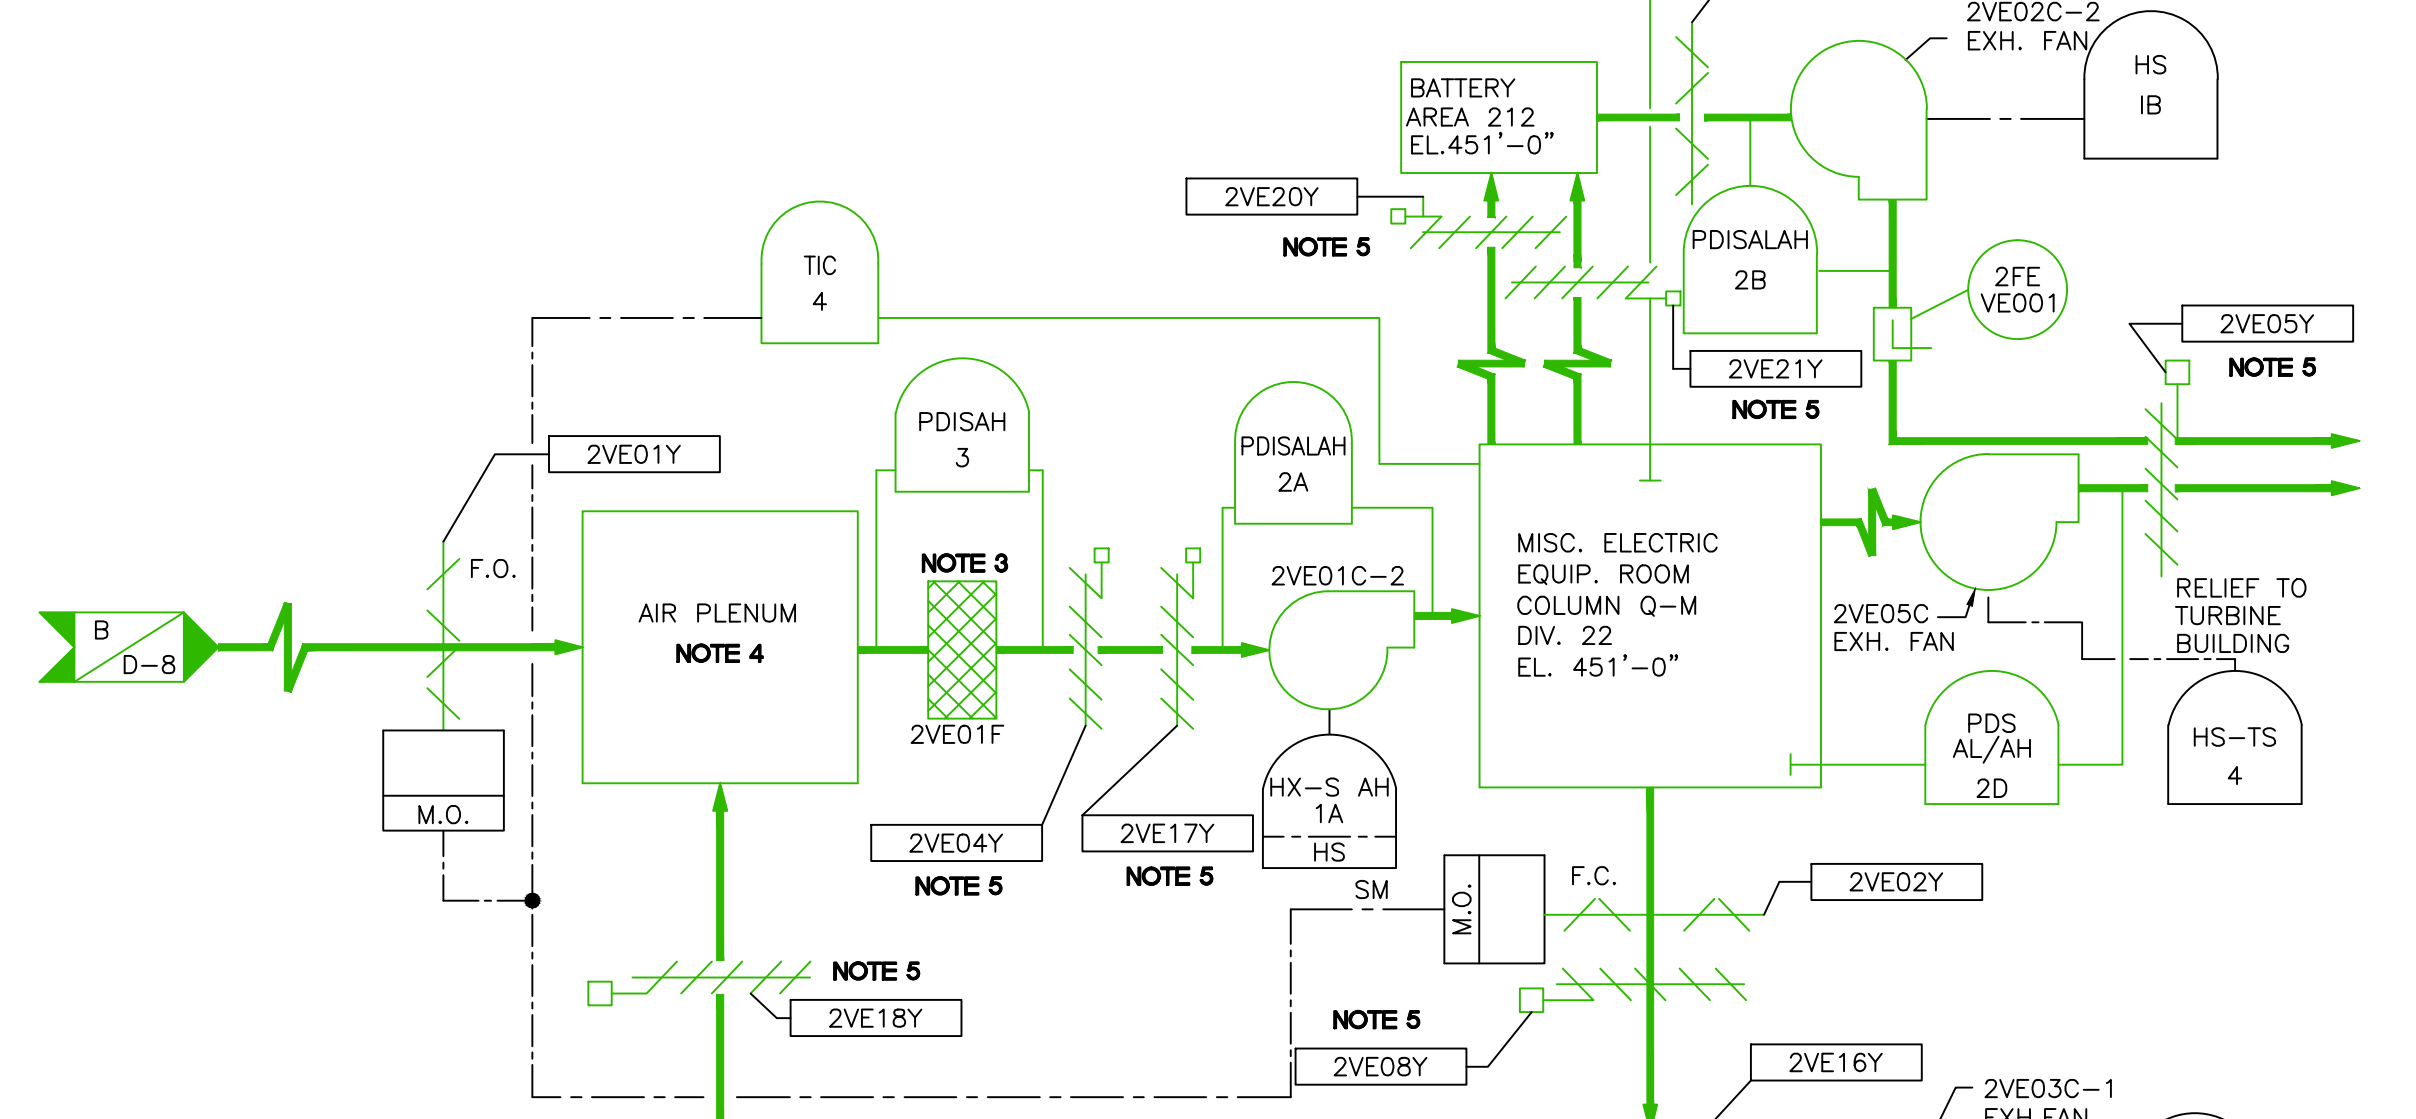 2VE02C-2
EXH. FAN
HS
IB
BATTERY
AREA 212
EL.451'-0"
2VE20Y
NOTE 5
PDISALAH
2B
2FE
VE001
TIC
4
2VE05Y
NOTE 5
2VE21Y
NOTE 5
PDISAH
3
PDISALAH
2A
2VE01Y
F.O.
NOTE 3
2VE01C-2
MISC. ELECTRIC
EQUIP. ROOM
COLUMN Q-M
DIV. 22
EL. 451'-0"
B
D-8
AIR PLENUM
NOTE 4
2VE05C
EXH. FAN
RELIEF TO
TURBINE
BUILDING
2VE01F
PDS
AL/AH
2D
HS-TS
4
M.O.
HX-S AH
1A
HS
2VE04Y
NOTE 5
2VE17Y
NOTE 5
SM
M.O.
F.C.
2VE02Y
NOTE 5
2VE18Y
NOTE 5
2VE08Y
2VE16Y
2VE03C-1
EXH.FAN